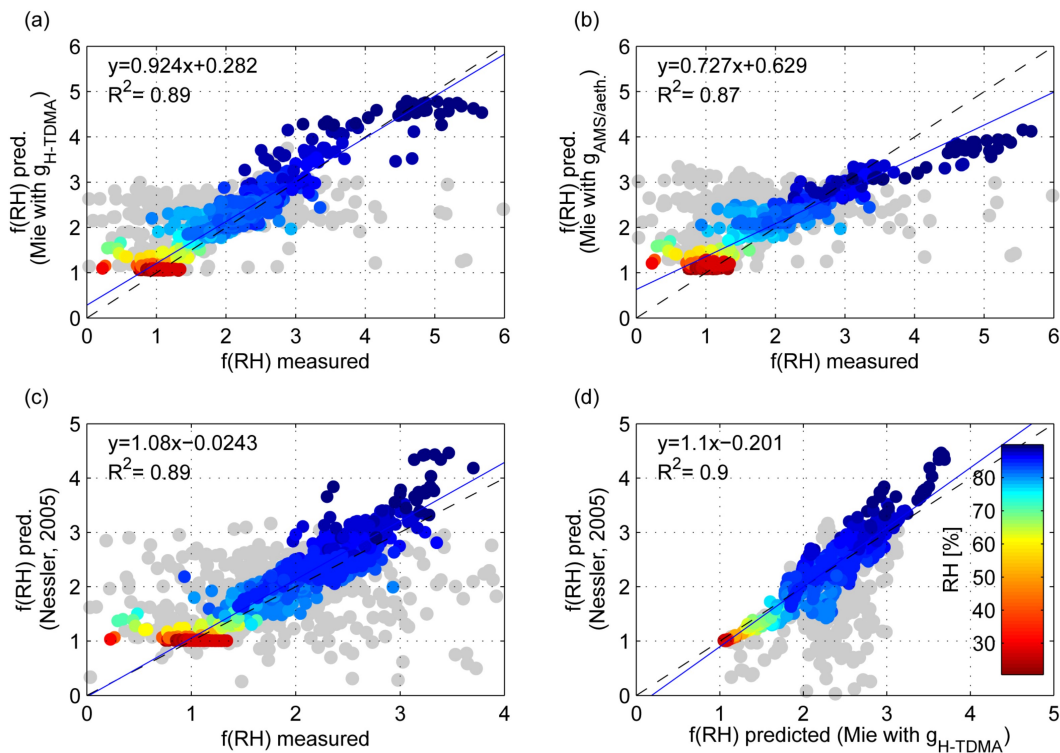 (a)
6
5
4
3
2
1
0
0 1 2 3 4 5 6
y=0.924x+0.282
R²= 0.89
f(RH) pred.
(Mie with g_H-TDMA)
f(RH) measured
(b)
6
5
4
3
2
1
0
0 1 2 3 4 5 6
y=0.727x+0.629
R²= 0.87
f(RH) pred.
(Mie with g_AMS/aeth.)
f(RH) measured
(c)
5
4
3
2
1
0
0 1 2 3 4
y=1.08x−0.0243
R²= 0.89
f(RH) pred.
(Nessler, 2005)
f(RH) measured
(d)
5
4
3
2
1
0
0 1 2 3 4 5
y=1.1x−0.201
R²= 0.9
f(RH) pred.
(Nessler, 2005)
f(RH) predicted (Mie with g_H-TDMA)
RH [%]
80
70
60
50
40
30